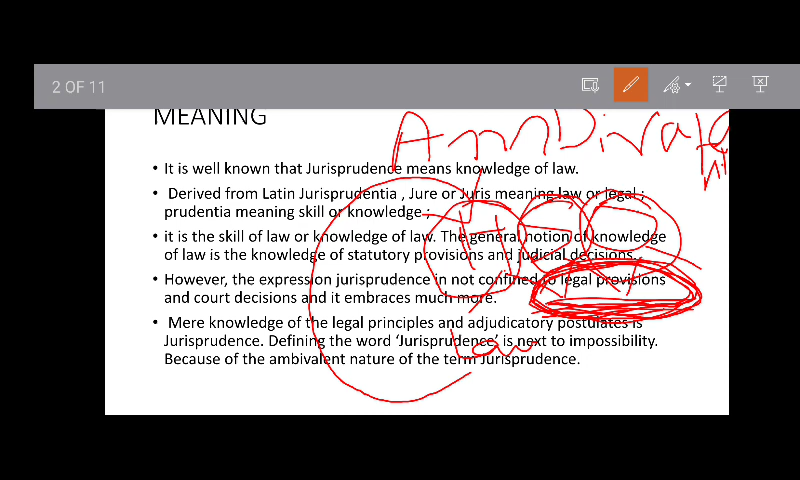 2 OF 11
MEANING
• It is well known that Jurisprudence means knowledge of law.
• Derived from Latin Jurisprudentia , Jure or Juris meaning law or legal ;
prudentia meaning skill or knowledge ;
• it is the skill of law or knowledge of law. The general notion of knowledge
of law is the knowledge of statutory provisions and judicial decisions.
• However, the expression jurisprudence in not confined to legal provisions
and court decisions and it embraces much more.
• Mere knowledge of the legal principles and adjudicatory postulates is
Jurisprudence. Defining the word ‘Jurisprudence’ is next to impossibility.
Because of the ambivalent nature of the term Jurisprudence.
Law